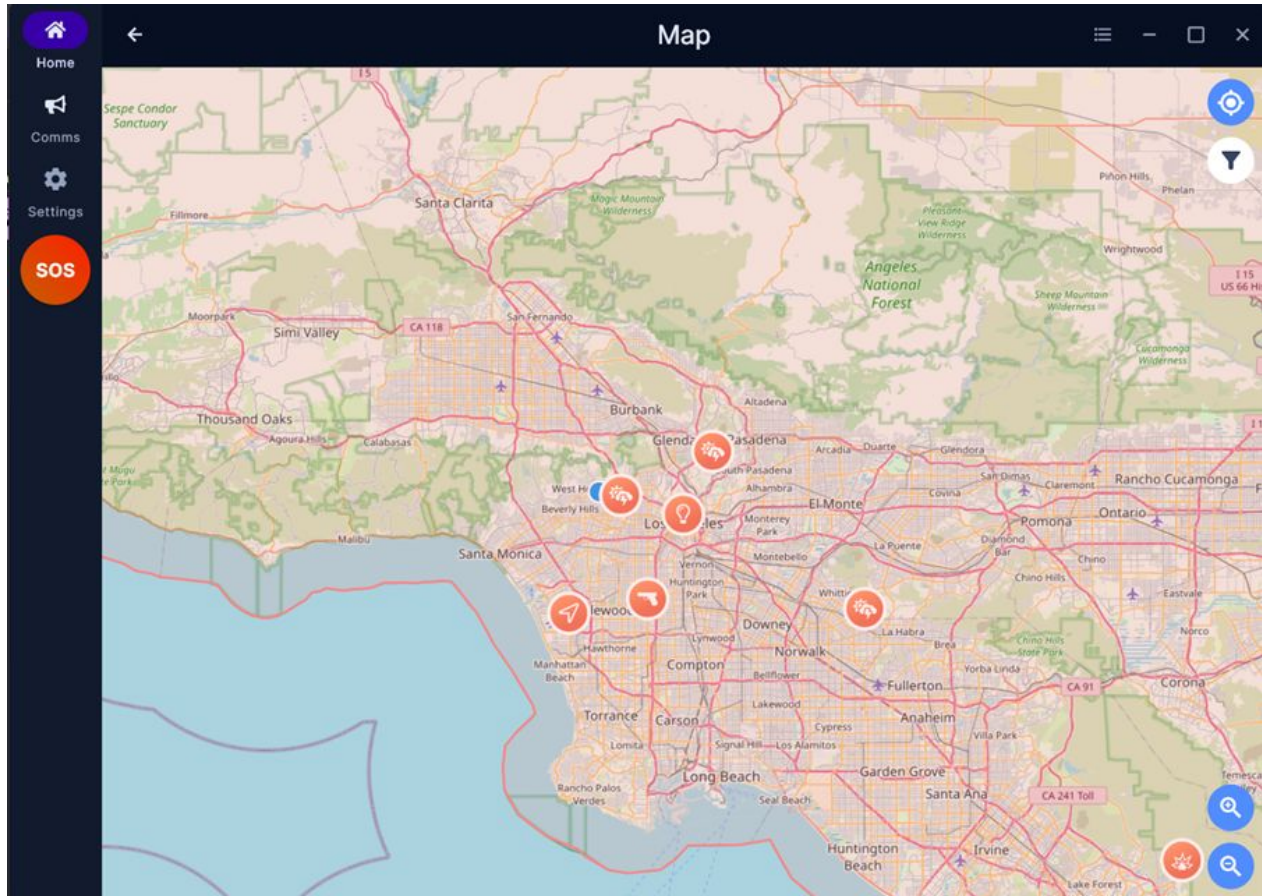 Map
Home
Comms
Settings
SOS
I 5
Sespe Condor
Sanctuary
Santa Clarita
Magic Mountain
Wilderness
Fillmore
Piñon Hills
Phelan
Pleasant
View Ridge
Wilderness
Wrightwood
Angeles
National
Forest
I 15
Sheep Mountain
Wilderness
Moorpark
Simi Valley
CA 118
San Fernando
Cucamonga
Wilderness
Thousand Oaks
Burbank
Altadena
Agoura Hills
Calabasas
Pasadena
Arcadia
Duarte
Glendora
South Pasadena
San Dimas
Claremont
Rancho Cucamonga
Alhambra
Beverly Hills
El Monte
Covina
Ontario
Monterey
Park
Pomona
Malibu
Santa Monica
La Puente
Diamond
Bar
Montebello
Vernon
Chino
Huntington
Park
Chino Hills
Eastvale
Downey
La Habra
Hawthorne
Lynwood
Norco
Chino Hills
State Park
Brea
Norwalk
Manhattan
Beach
Compton
Yorba Linda
Bellflower
Fullerton
CA 91
Corona
Lakewood
Torrance
Carson
Anaheim
Cypress
Villa Park
Lomita
Signal Hill
Los Alamitos
Long Beach
Garden Grove
Rancho Palos
Verdes
Seal Beach
Santa Ana
CA 241 Toll
Huntington
Beach
Irvine
Lake Forest